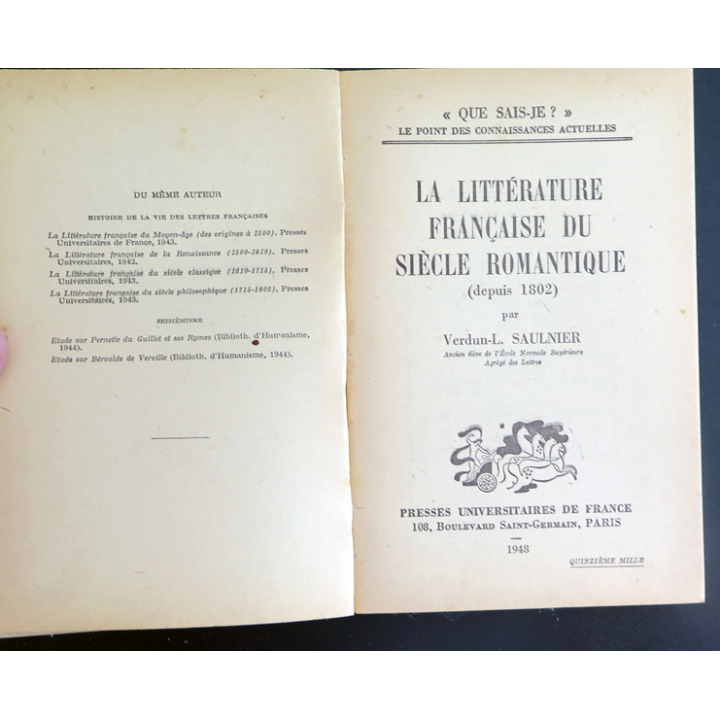 DU MÊME AUTEUR
HISTOIRE DE LA VIE DES LETTRES FRANÇAISES
La Littérature française du Moyen-âge (des origines à 1500). Presses
Universitaires de France, 1943.
La Littérature française de la Renaissance (1500-1610). Presses
Universitaires, 1942.
La Littérature française du siècle classique (1610-1715). Presses
Universitaires, 1943.
La Littérature française du siècle philosophique (1715-1802). Presses
Universitaires, 1943.
SEIZIÉMISME
Etude sur Pernette du Guillet et ses Rymes (Biblioth. d'Humanisme,
1944).
Etude sur Béroalde de Verville (Biblioth. d'Humanisme, 1944).
« QUE SAIS-JE ? »
LE POINT DES CONNAISSANCES ACTUELLES
LA LITTÉRATURE
FRANÇAISE DU
SIÈCLE ROMANTIQUE
(depuis 1802)
par
Verdun-L. SAULNIER
Ancien élève de l'École Normale Supérieure
Agrégé des Lettres
PRESSES UNIVERSITAIRES DE FRANCE
108, BOULEVARD SAINT-GERMAIN, PARIS
1948
QUINZIÈME MILLE